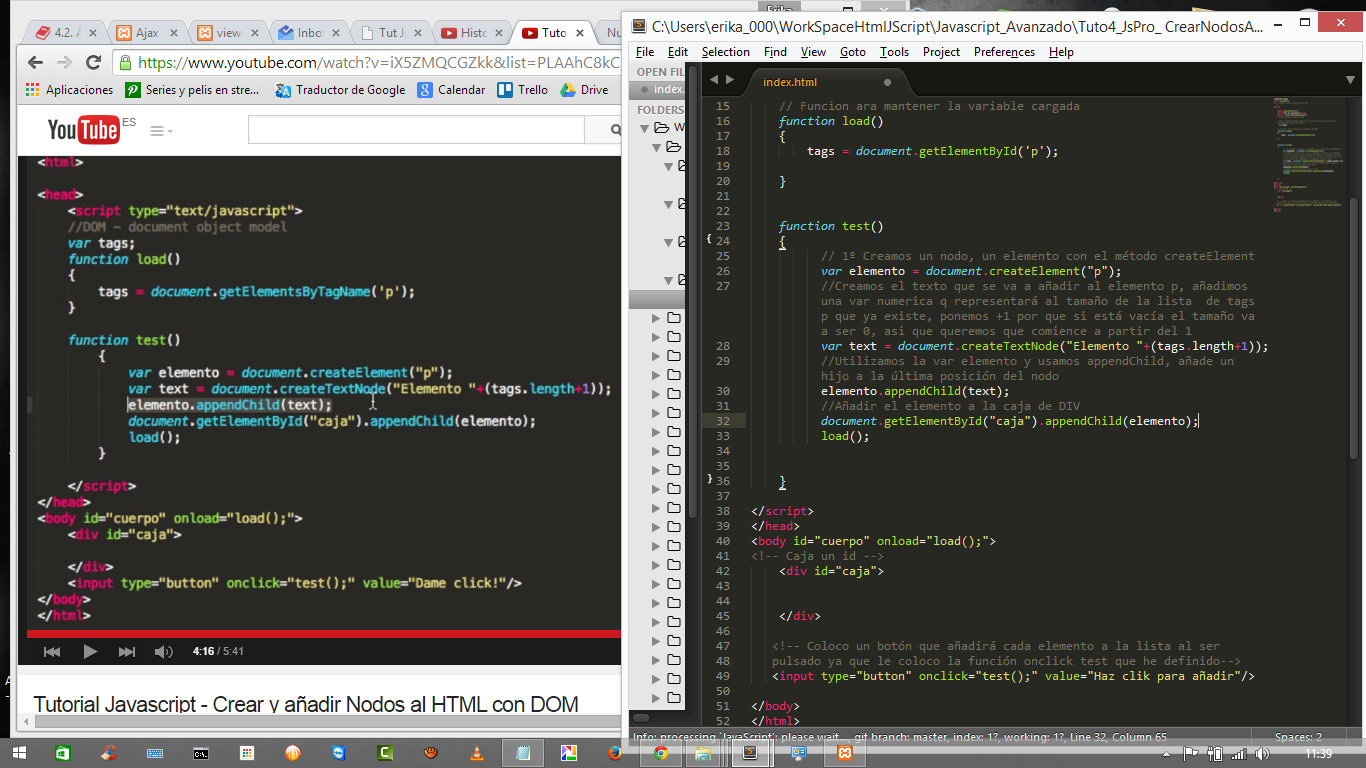 Erika
4.2. A
Ajax
view
Inbo
Tut J
Histo
Tuto
Nu
https://www.youtube.com/watch?v=iX5ZMQCGZkk&list=PLAAhC8kC
Aplicaciones
Series y pelis en stre...
Traductor de Google
Calendar
Trello
Drive
YouTube ES
<html>
<head>
<script type="text/javascript">
//DOM - document object model
var tags;
function load()
{
tags = document.getElementsByTagName('p');
}
function test()
{
var elemento = document.createElement("p");
var text = document.createTextNode("Elemento "+(tags.length+1));
elemento.appendChild(text);
document.getElementById("caja").appendChild(elemento);
load();
}
</script>
</head>
<body id="cuerpo" onload="load();">
<div id="caja">
</div>
<input type="button" onclick="test();" value="Dame click!"/>
</body>
</html>
4:16 / 5:41
Tutorial Javascript - Crear y añadir Nodos al HTML con DOM
C:\Users\erika_000\WorkSpaceHtmlJScript\Javascript_Avanzado\Tuto4_JsPro_ CrearNodosA...
File Edit Selection Find View Goto Tools Project Preferences Help
OPEN FIL
index.
FOLDERS
W
index.html
15 // Funcion ara mantener la variable cargada
16 function load()
17 {
18 tags = document.getElementById('p');
19
20 }
21
22
23 function test()
24 {
25 // 1º Creamos un nodo, un elemento con el método createElement
26 var elemento = document.createElement("p");
27 //Creamos el texto que se va a añadir al elemento p, añadimos
una var numerica q representará al tamaño de la lista de tags
p que ya existe, ponemos +1 por que si está vacía el tamaño va
a ser 0, asi que queremos que comience a partir del 1
28 var text = document.createTextNode("Elemento "+(tags.length+1));
29 //Utilizamos la var elemento y usamos appendChild, añade un
hijo a la última posición del nodo
30 elemento.appendChild(text);
31 //Añadir el elemento a la caja de DIV
32 document.getElementById("caja").appendChild(elemento);
33 load();
34
35
36 }
37
38 </script>
39 </head>
40 <body id="cuerpo" onload="load();">
41 <!-- Caja un id -->
42 <div id="caja">
43
44
45 </div>
46
47 <!-- Coloco un botón que añadirá cada elemento a la lista al ser
48 pulsado ya que le coloco la función onclick test que he definido-->
49 <input type="button" onclick="test();" value="Haz clik para añadir"/>
50
51 </body>
52 </html>
Info: processing `JavaScript`: please wait..., git branch: master, index: 1?, working: 1?, Line 32, Column 65
Spaces: 2
11:39